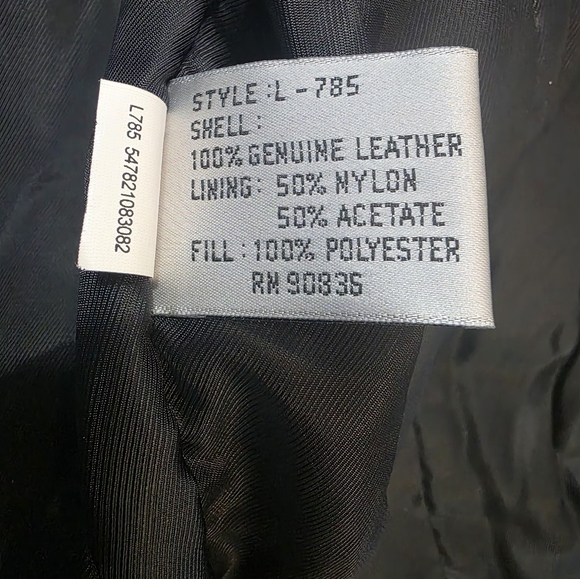 STYLE:L-785
SHELL:
100% GENUINE LEATHER
LINING: 50% NYLON
50% ACETATE
FILL:100% POLYESTER
RN 90836
L785 547821083082